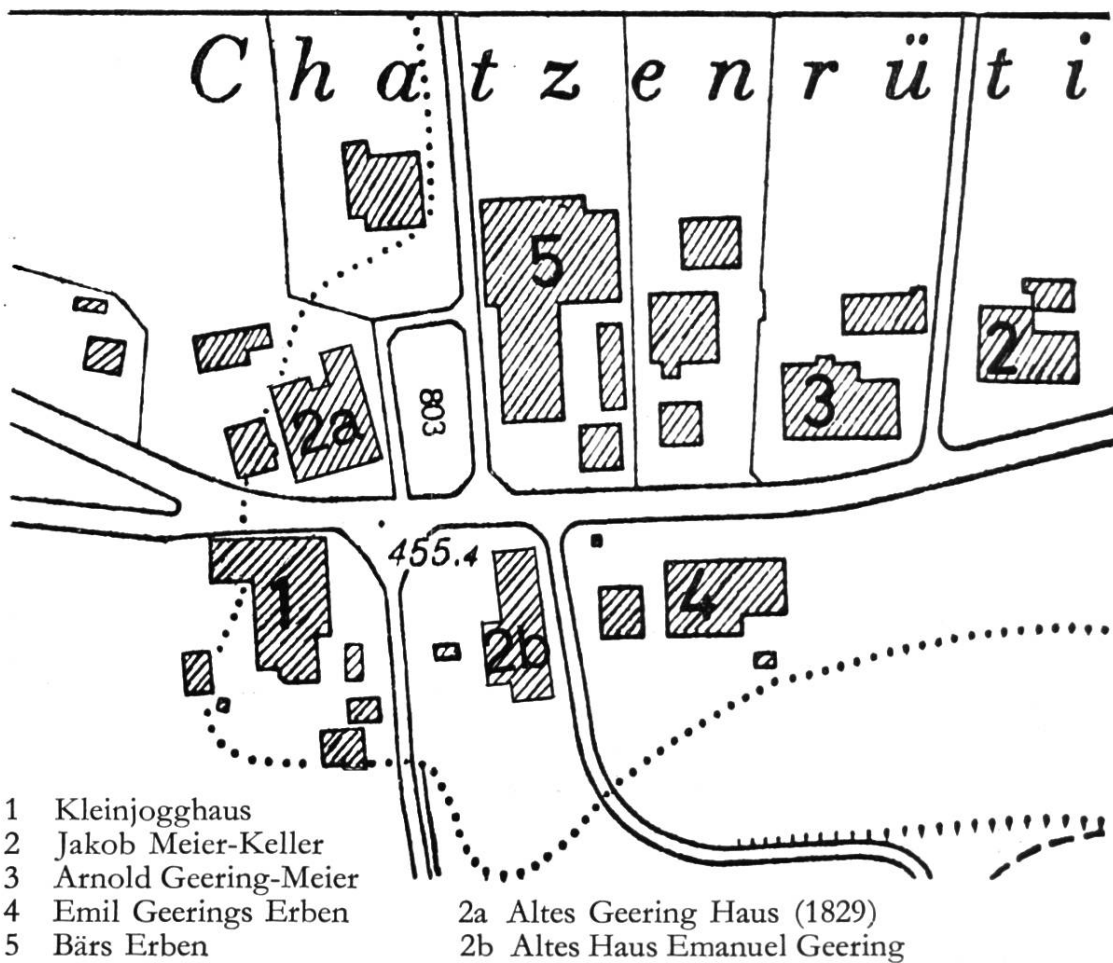 Chatzenrüti
5
2
2a
803
3
455.4
1
2b
4
1 Kleinjogghaus
2 Jakob Meier-Keller
3 Arnold Geering-Meier
4 Emil Geerings Erben
5 Bärs Erben
2a Altes Geering Haus (1829)
2b Altes Haus Emanuel Geering